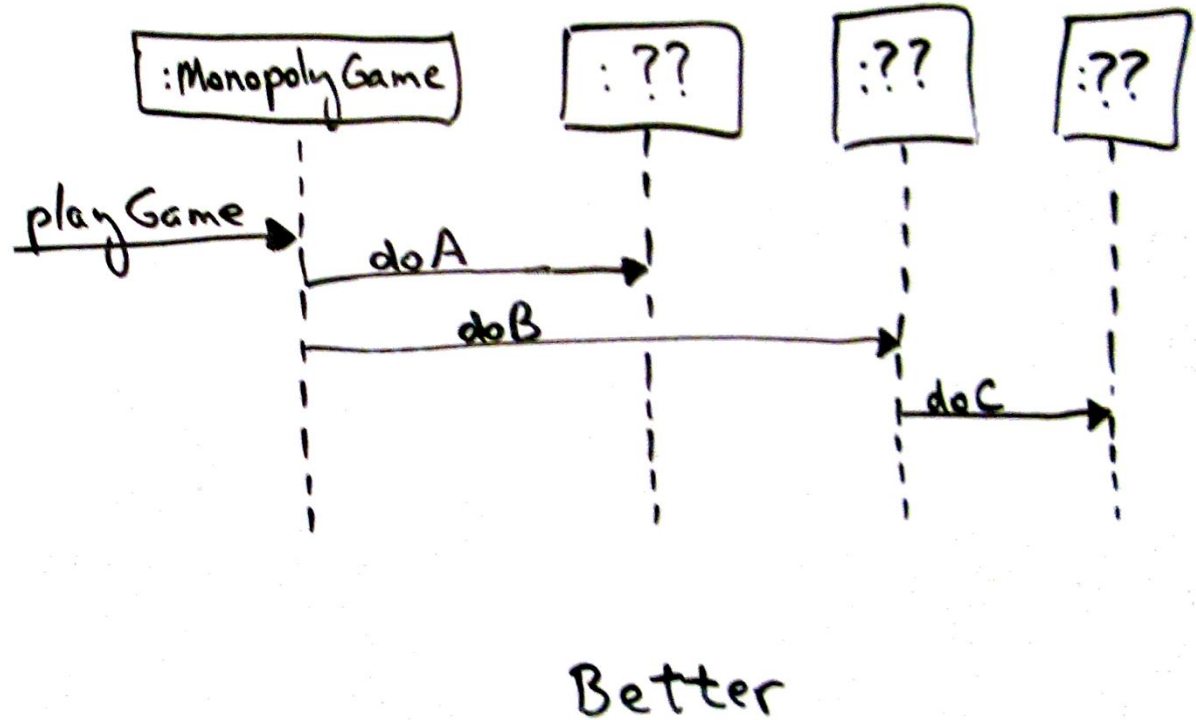 :MonopolyGame
: ??
:??
:??
playGame
doA
doB
doC
Better